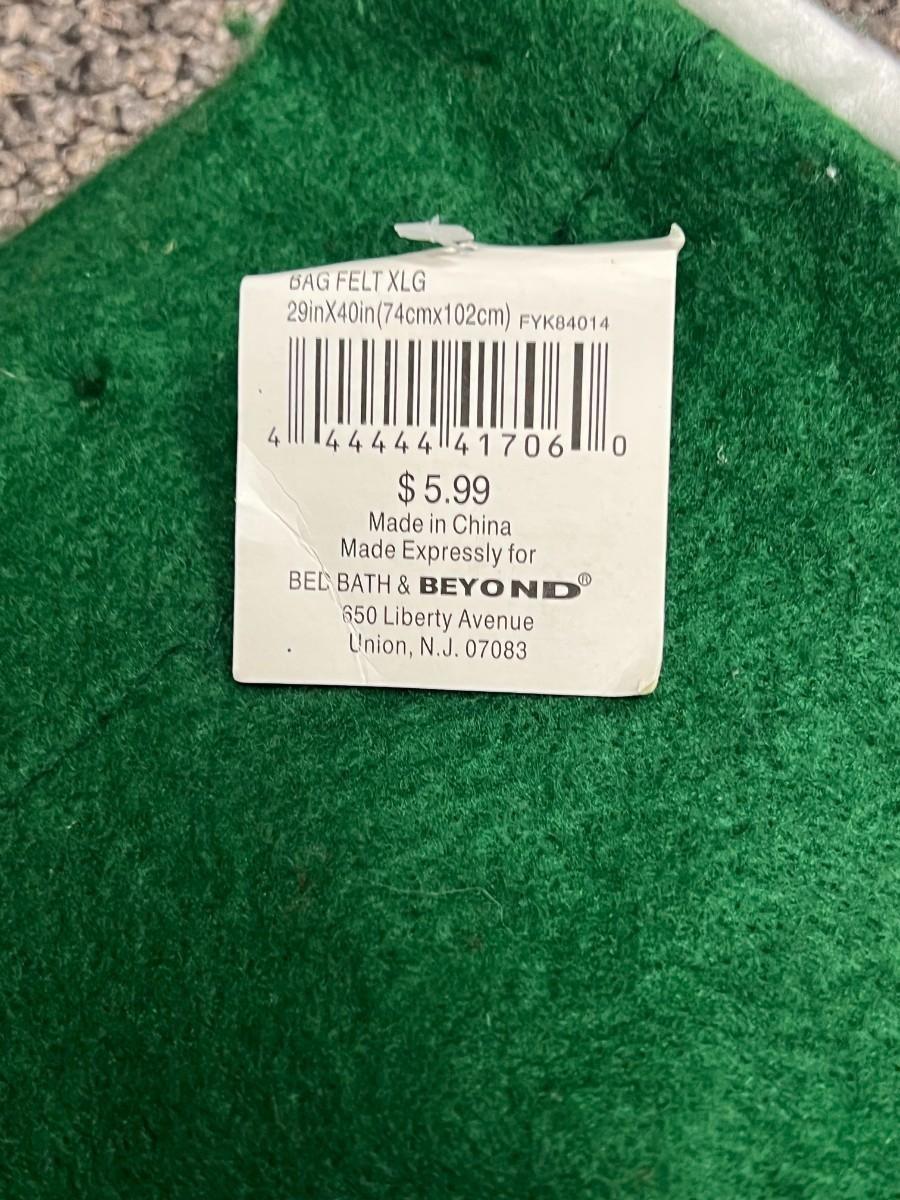 BAG FELT XLG
29inX40in(74cmx102cm) FYK84014
4 44444 41706 0
$5.99
Made in China
Made Expressly for
BED BATH & BEYOND®
650 Liberty Avenue
Union, N.J. 07083